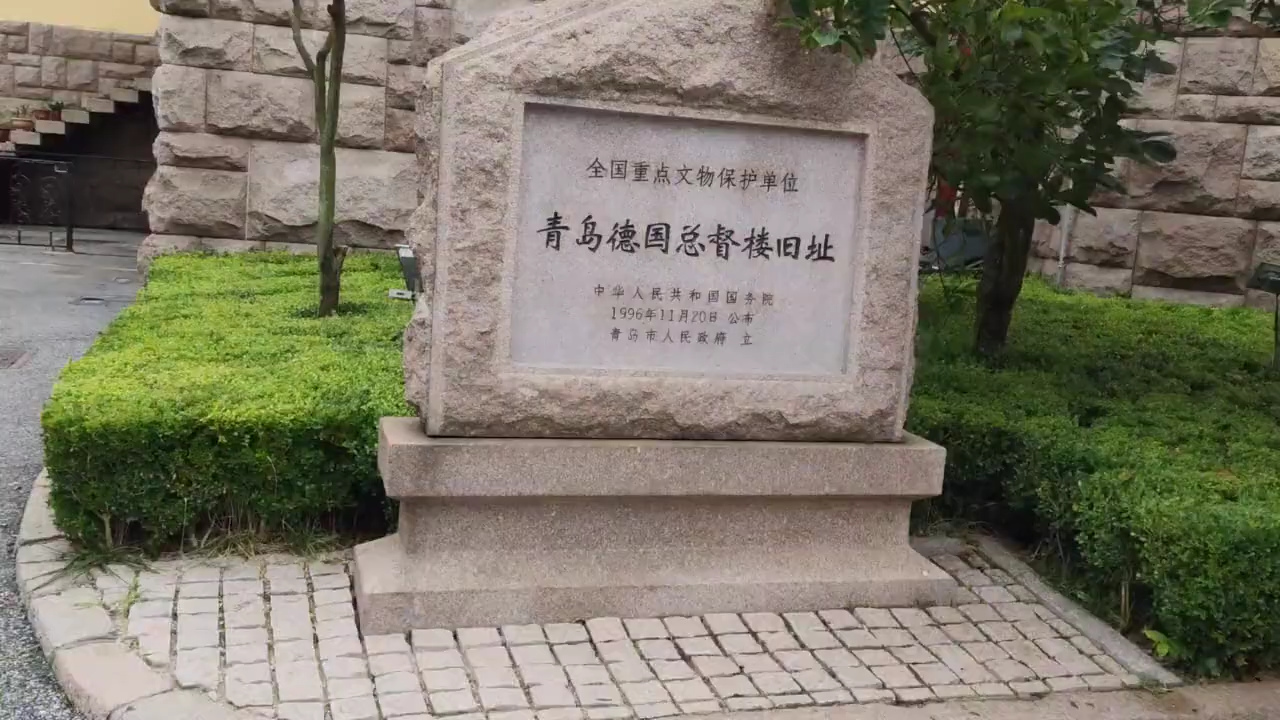 全国重点文物保护单位
青岛德国总督楼旧址
中华人民共和国国务院
1996年11月20日 公布
青岛市人民政府 立